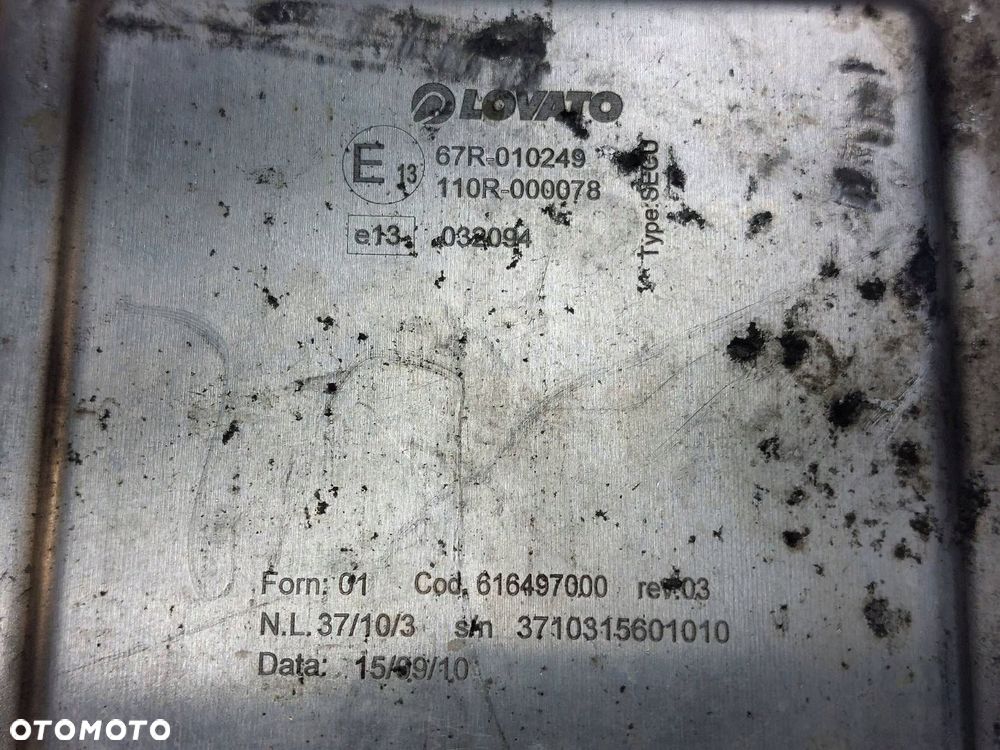 LOVATO
E 13 67R-010249
110R-000078
e13 032094
Type:SECU
Forn: 01 Cod. 616497000 rev.03
N.L. 37/10/3 s/n 3710315601010
Data: 15/09/10
OTOMOTO